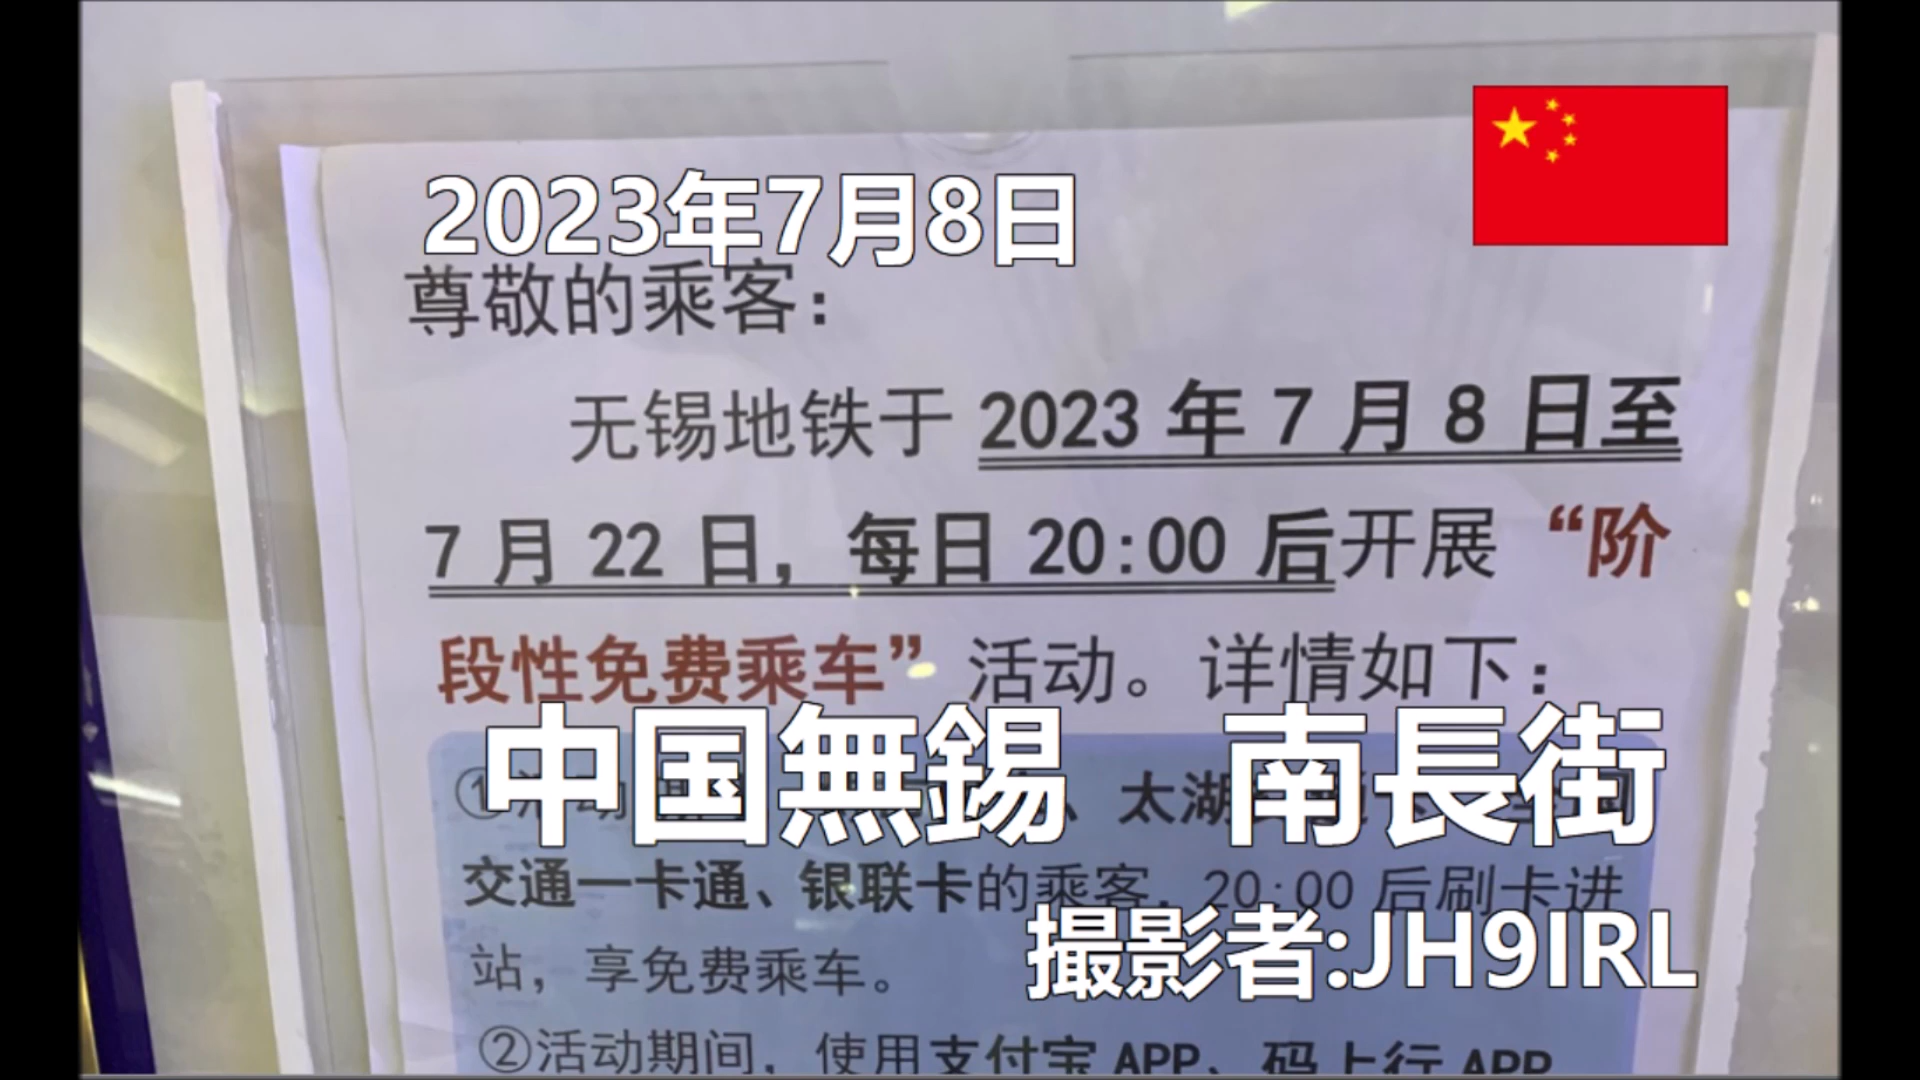 2023年7月8日
尊敬的乘客：
无锡地铁于 2023 年 7 月 8 日至
7 月 22 日，每日 20:00 后开展 “阶
段性免费乘车” 活动。详情如下：
中国無錫　南長街
①活动 、太湖
交通一卡通、银联卡的乘客，20:00 后刷卡进
撮影者:JH9IRL
站，享免费乘车。
②活动期间，使用支付宝 APP、码上行 APP